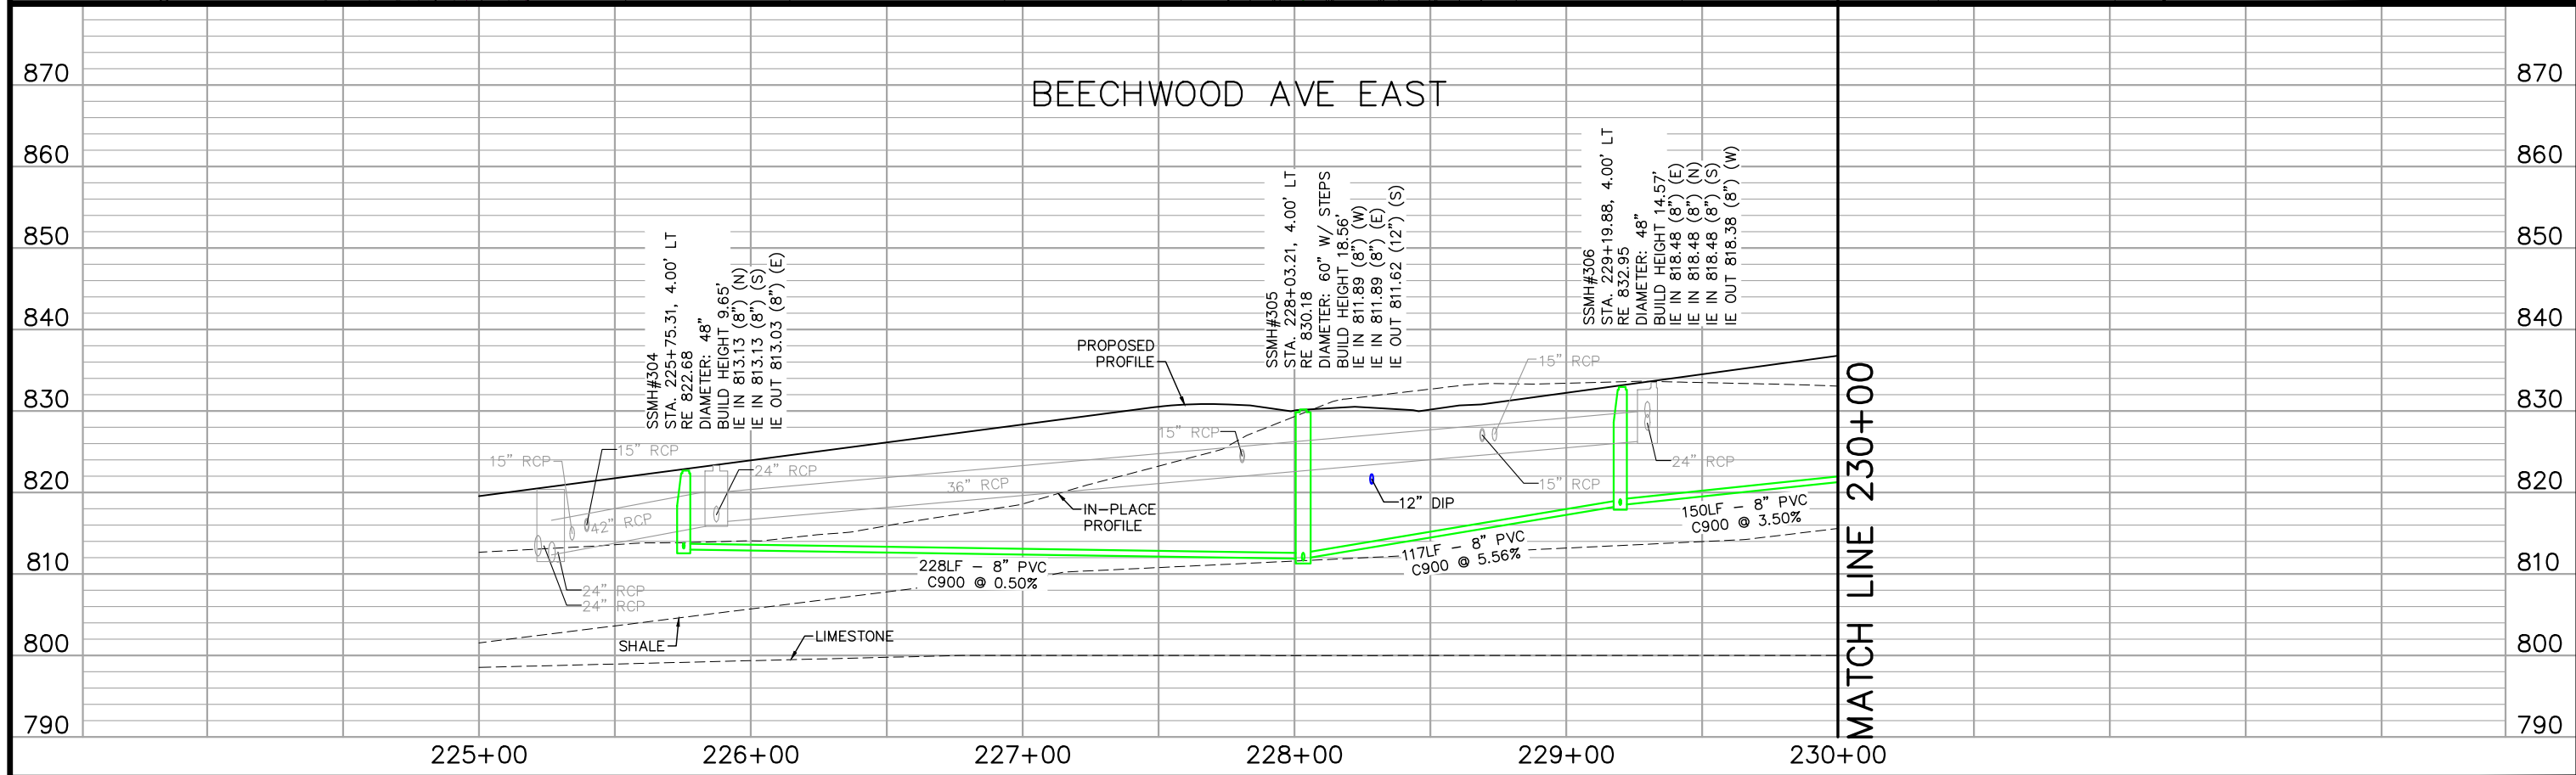 BEECHWOOD AVE EAST
870
860
850
840
830
820
810
800
790
870
860
850
840
830
820
810
800
790
SSMH#304
STA. 225+75.31, 4.00' LT
RE 822.68
DIAMETER: 48"
BUILD HEIGHT 9.65'
IE IN 813.13 (8") (N)
IE IN 813.13 (8") (S)
IE OUT 813.03 (8") (E)
SSMH#305
STA. 228+03.21, 4.00' LT
RE 830.18
DIAMETER: 60" W/ STEPS
BUILD HEIGHT 18.56'
IE IN 811.89 (8") (W)
IE IN 811.89 (8") (E)
IE OUT 811.62 (12") (S)
SSMH#306
STA. 229+19.88, 4.00' LT
RE 832.95
DIAMETER: 48"
BUILD HEIGHT 14.57'
IE IN 818.48 (8") (E)
IE IN 818.48 (8") (N)
IE IN 818.48 (8") (S)
IE OUT 818.38 (8") (W)
PROPOSED
PROFILE
15" RCP
15" RCP
42" RCP
24" RCP
24" RCP
24" RCP
36" RCP
15" RCP
IN-PLACE
PROFILE
12" DIP
15" RCP
15" RCP
24" RCP
228LF - 8" PVC
C900 @ 0.50%
117LF - 8" PVC
C900 @ 5.56%
150LF - 8" PVC
C900 @ 3.50%
SHALE
LIMESTONE
MATCH LINE 230+00
225+00
226+00
227+00
228+00
229+00
230+00